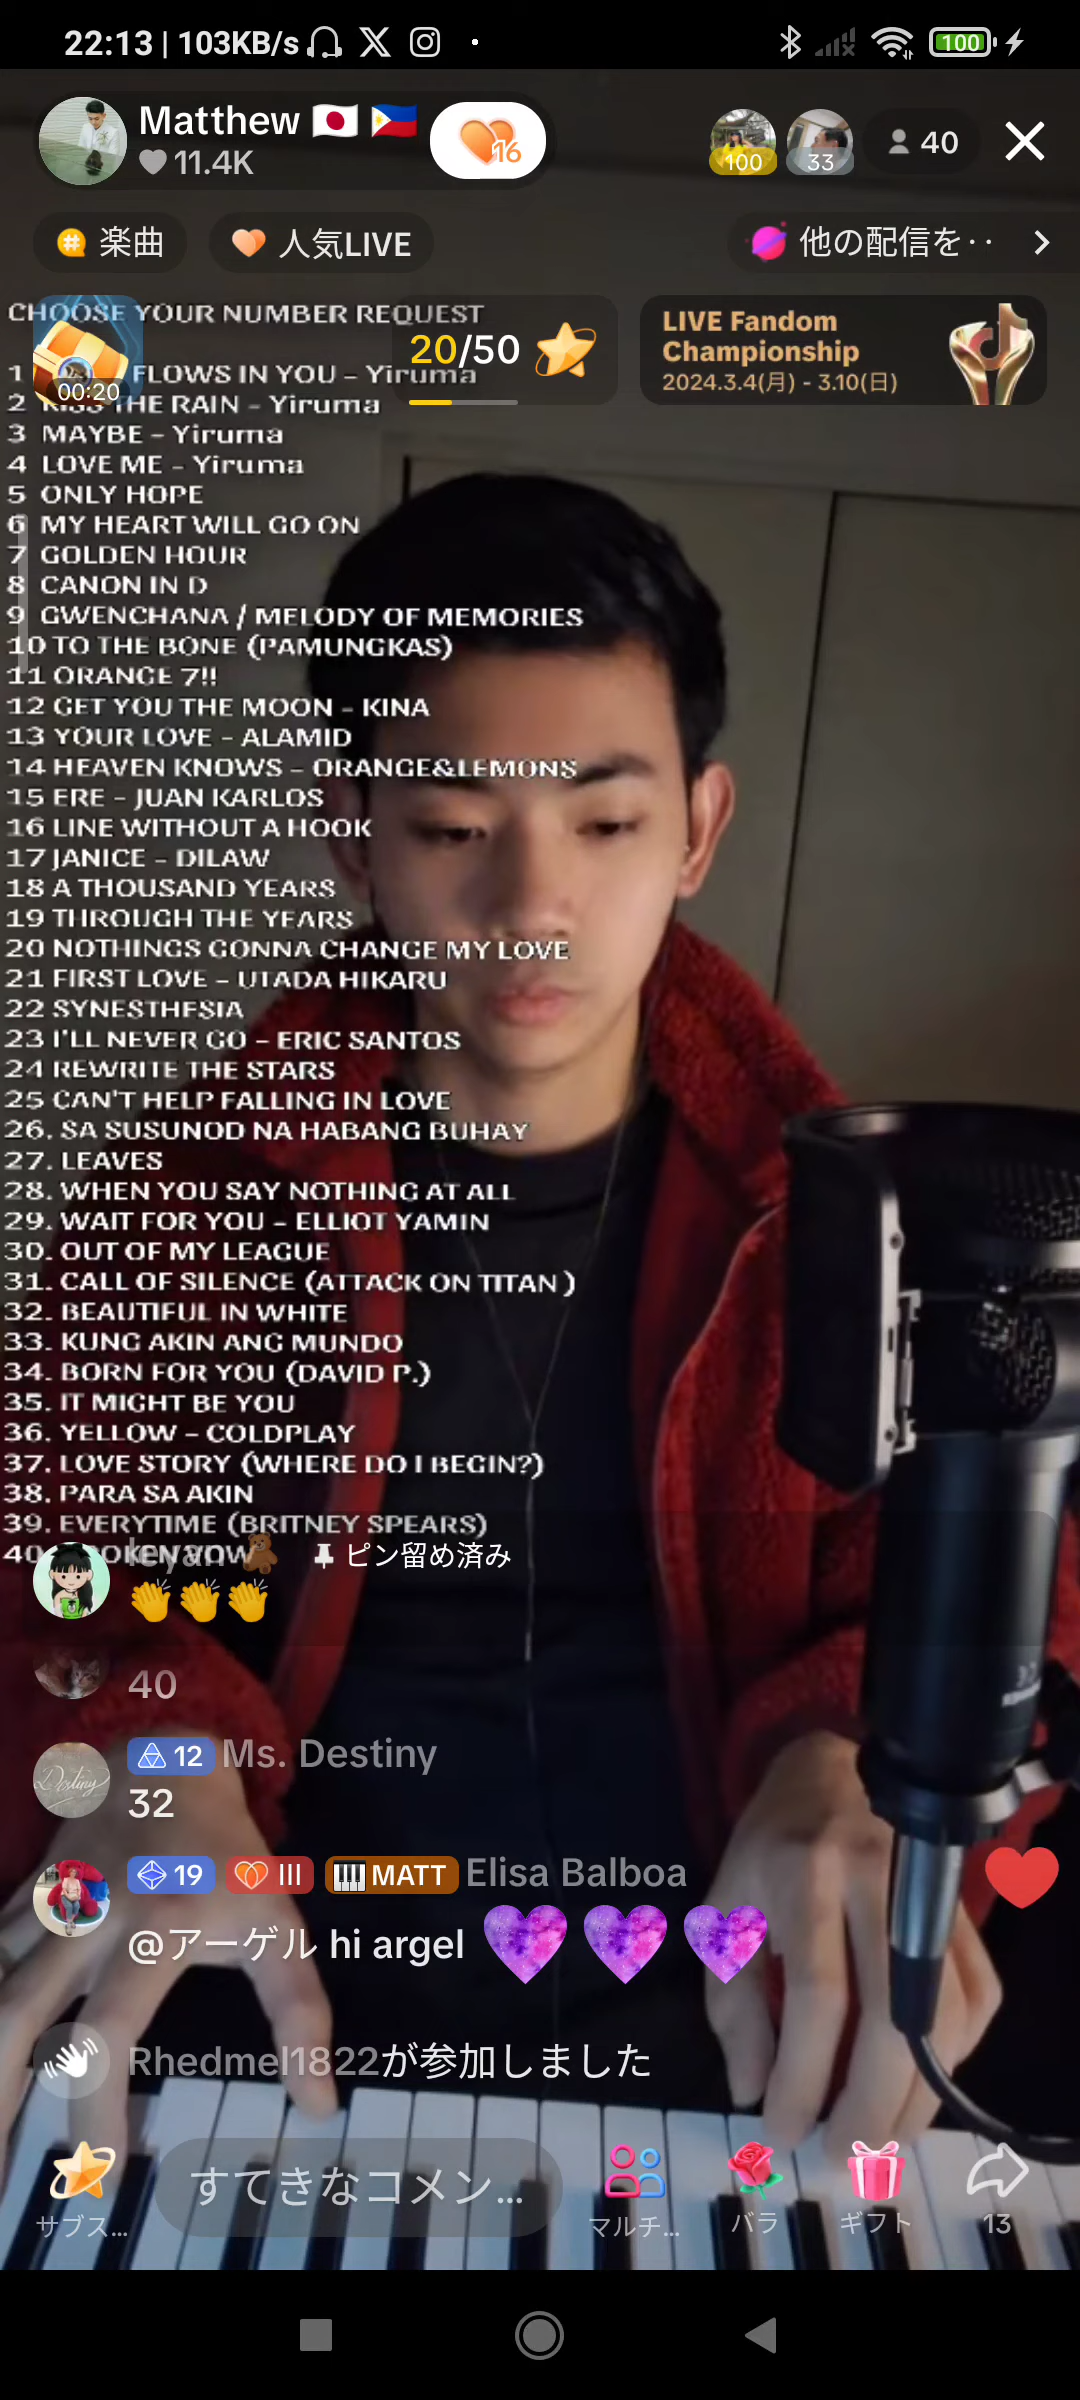 22:13 | 103KB/s
100
Matthew 🇯🇵 🇵🇭
11.4K
16
100
33
40
楽曲
人気LIVE
他の配信を‥
CHOOSE YOUR NUMBER REQUEST
00:20
20/50
LIVE Fandom
Championship
2024.3.4(月) - 3.10(日)
1 FLOWS IN YOU – Yiruma
2 KISS THE RAIN – Yiruma
3 MAYBE – Yiruma
4 LOVE ME – Yiruma
5 ONLY HOPE
6 MY HEART WILL GO ON
7 GOLDEN HOUR
8 CANON IN D
9 GWENCHANA / MELODY OF MEMORIES
10 TO THE BONE (PAMUNGKAS)
11 ORANGE 7!!
12 GET YOU THE MOON – KINA
13 YOUR LOVE – ALAMID
14 HEAVEN KNOWS – ORANGE&LEMONS
15 ERE – JUAN KARLOS
16 LINE WITHOUT A HOOK
17 JANICE – DILAW
18 A THOUSAND YEARS
19 THROUGH THE YEARS
20 NOTHINGS GONNA CHANGE MY LOVE
21 FIRST LOVE – UTADA HIKARU
22 SYNESTHESIA
23 I'LL NEVER GO – ERIC SANTOS
24 REWRITE THE STARS
25 CAN'T HELP FALLING IN LOVE
26. SA SUSUNOD NA HABANG BUHAY
27. LEAVES
28. WHEN YOU SAY NOTHING AT ALL
29. WAIT FOR YOU – ELLIOT YAMIN
30. OUT OF MY LEAGUE
31. CALL OF SILENCE (ATTACK ON TITAN )
32. BEAUTIFUL IN WHITE
33. KUNG AKIN ANG MUNDO
34. BORN FOR YOU (DAVID P.)
35. IT MIGHT BE YOU
36. YELLOW – COLDPLAY
37. LOVE STORY (WHERE DO I BEGIN?)
38. PARA SA AKIN
39. EVERYTIME (BRITNEY SPEARS)
40 VOW
ピン留め済み
👏👏👏
40
12 Ms. Destiny
32
19 III MATT Elisa Balboa
@アーゲル hi argel 💜💜💜
Rhedmel1822が参加しました
すてきなコメン...
サブス...
マルチ...
バラ
ギフト
13